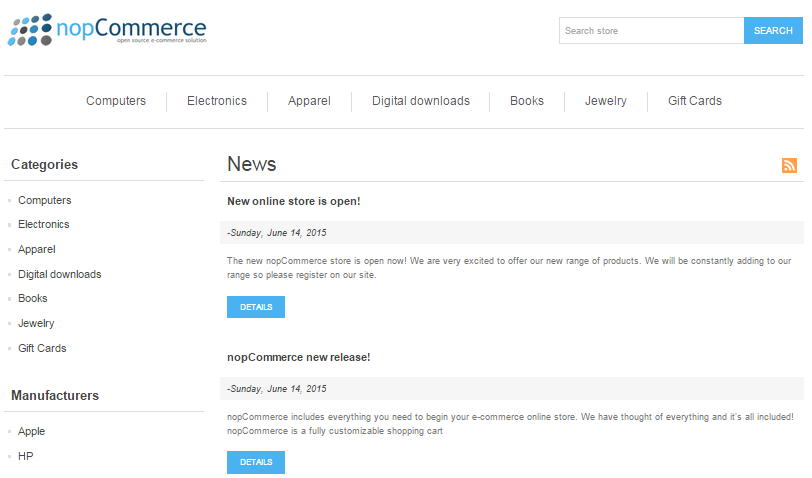 nopCommerce
open source e-commerce solution
Search store
SEARCH
Computers
Electronics
Apparel
Digital downloads
Books
Jewelry
Gift Cards
Categories
Computers
Electronics
Apparel
Digital downloads
Books
Jewelry
Gift Cards
Manufacturers
Apple
HP
News
New online store is open!
-Sunday, June 14, 2015
The new nopCommerce store is open now! We are very excited to offer our new range of products. We will be constantly adding to our
range so please register on our site.
DETAILS
nopCommerce new release!
-Sunday, June 14, 2015
nopCommerce includes everything you need to begin your e-commerce online store. We have thought of everything and it's all included!
nopCommerce is a fully customizable shopping cart
DETAILS